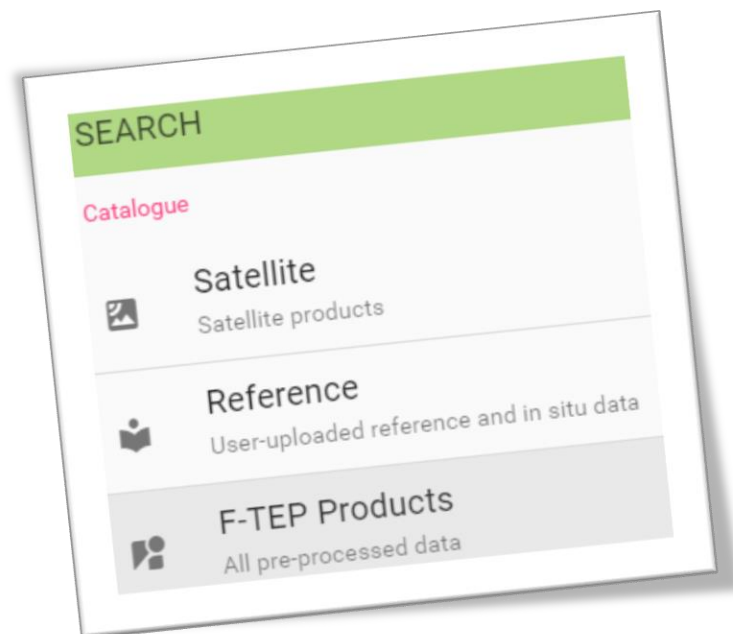 SEARCH
Catalogue
Satellite
Satellite products
Reference
User-uploaded reference and in situ data
F-TEP Products
All pre-processed data